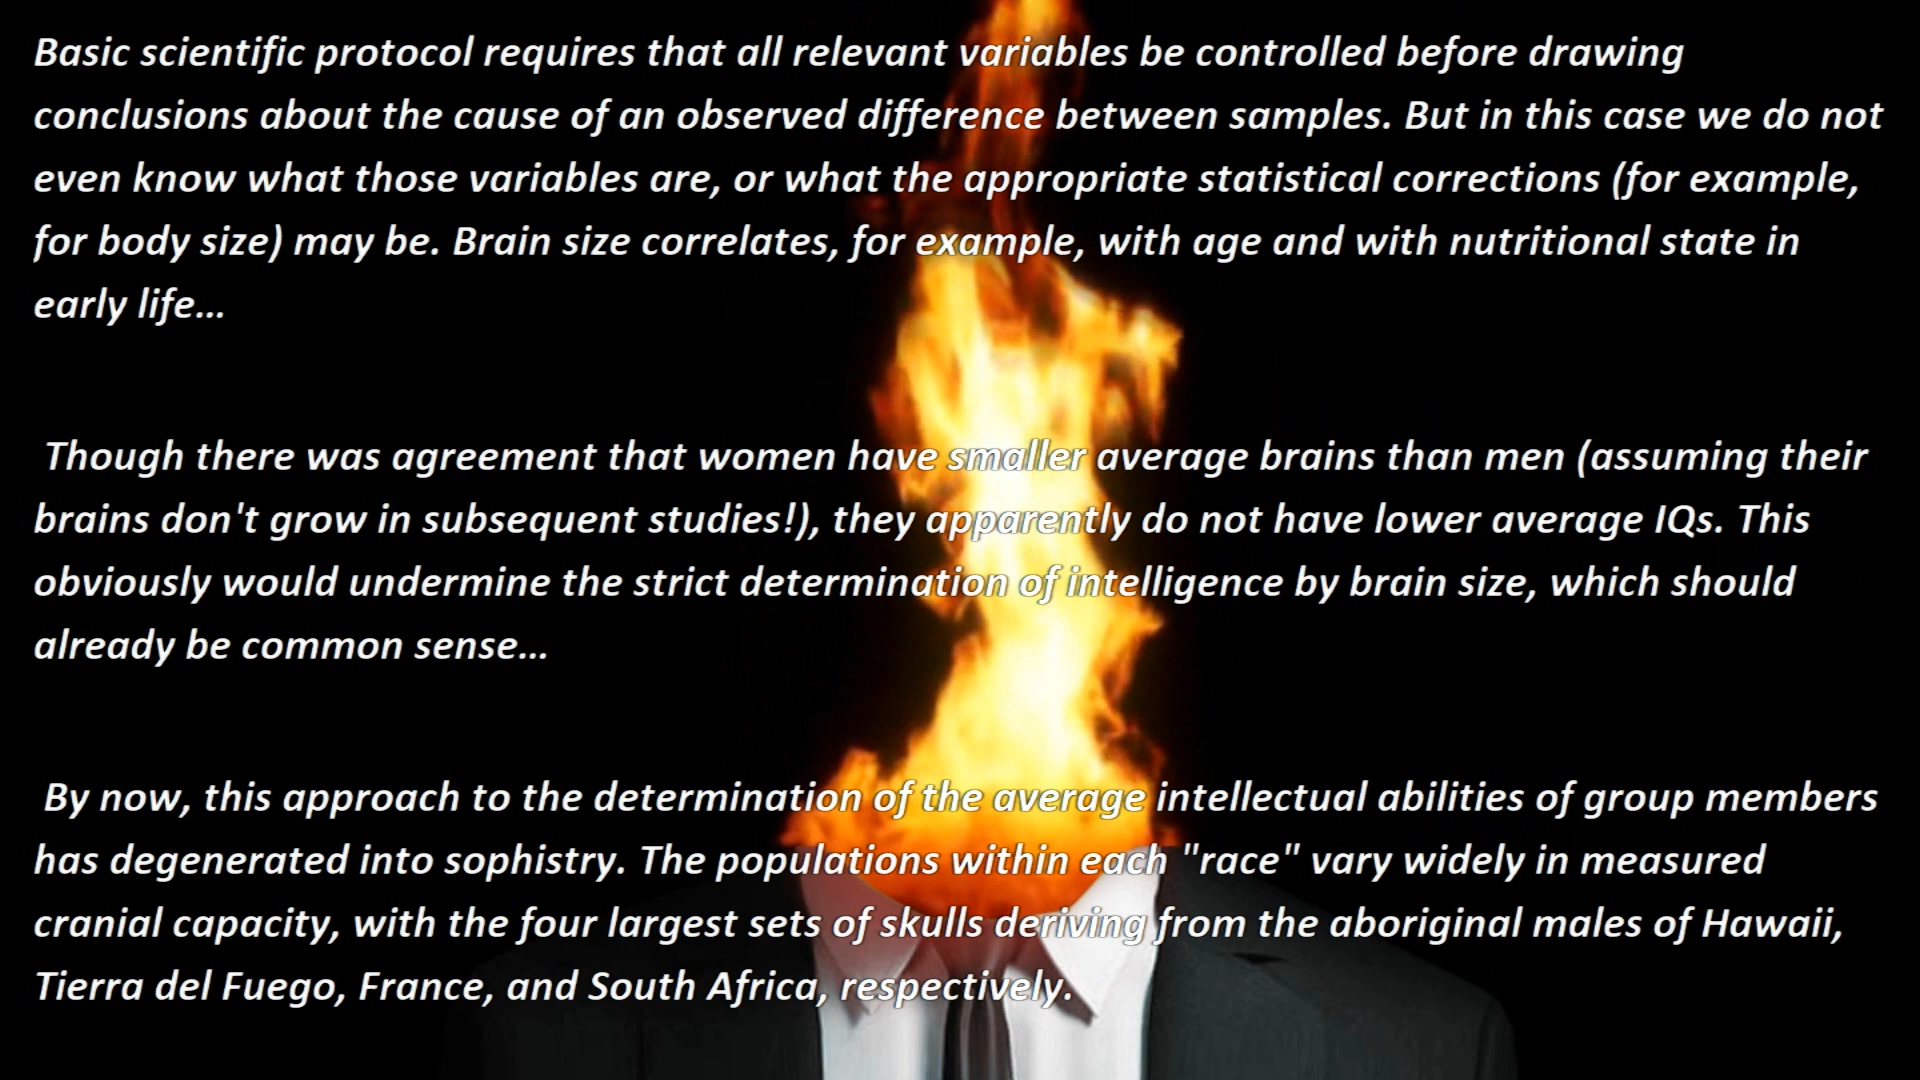 Basic scientific protocol requires that all relevant variables be controlled before drawing
conclusions about the cause of an observed difference between samples. But in this case we do not
even know what those variables are, or what the appropriate statistical corrections (for example,
for body size) may be. Brain size correlates, for example, with age and with nutritional state in
early life...
Though there was agreement that women have smaller average brains than men (assuming their
brains don't grow in subsequent studies!), they apparently do not have lower average IQs. This
obviously would undermine the strict determination of intelligence by brain size, which should
already be common sense...
By now, this approach to the determination of the average intellectual abilities of group members
has degenerated into sophistry. The populations within each "race" vary widely in measured
cranial capacity, with the four largest sets of skulls deriving from the aboriginal males of Hawaii,
Tierra del Fuego, France, and South Africa, respectively.